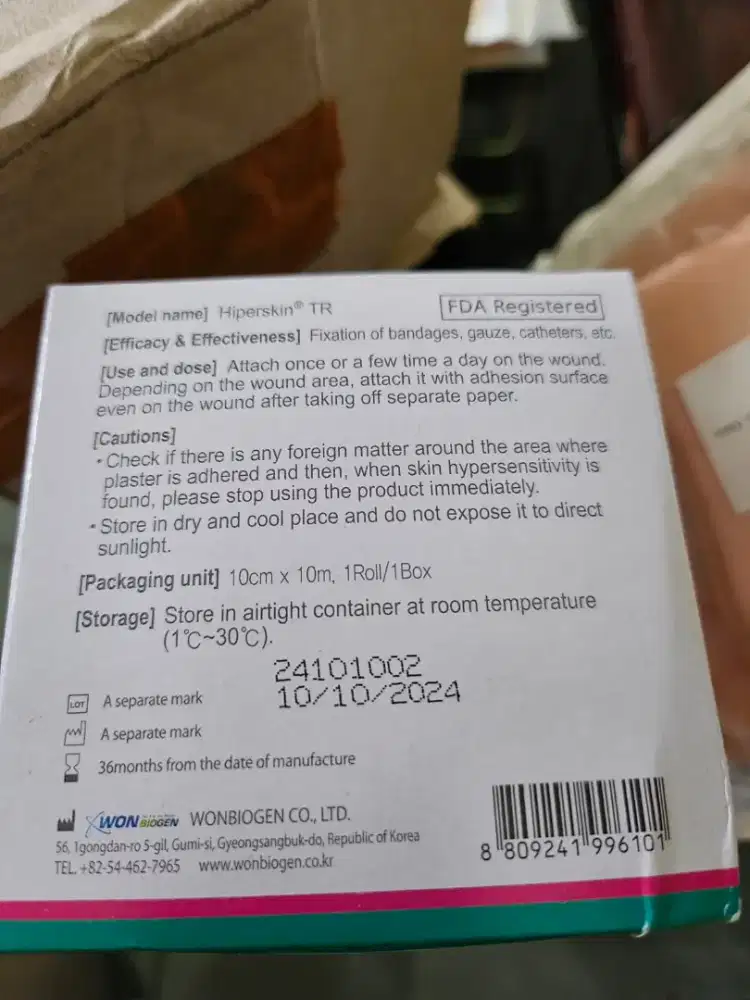 [Model name] Hiperskin® TR
FDA Registered
[Efficacy & Effectiveness] Fixation of bandages, gauze, catheters, etc.
[Use and dose] Attach once or a few time a day on the wound.
Depending on the wound area, attach it with adhesion surface
even on the wound after taking off separate paper.
[Cautions]
• Check if there is any foreign matter around the area where
plaster is adhered and then, when skin hypersensitivity is
found, please stop using the product immediately.
• Store in dry and cool place and do not expose it to direct
sunlight.
[Packaging unit] 10cm x 10m, 1Roll/1Box
[Storage] Store in airtight container at room temperature
(1℃~30℃).
24101002
10/10/2024
LOT A separate mark
A separate mark
36months from the date of manufacture
WON BIOGEN WONBIOGEN CO., LTD.
56, 1gongdan-ro 5-gil, Gumi-si, Gyeongsangbuk-do, Republic of Korea
TEL. +82-54-462-7965 www.wonbiogen.co.kr
8 809241 996101